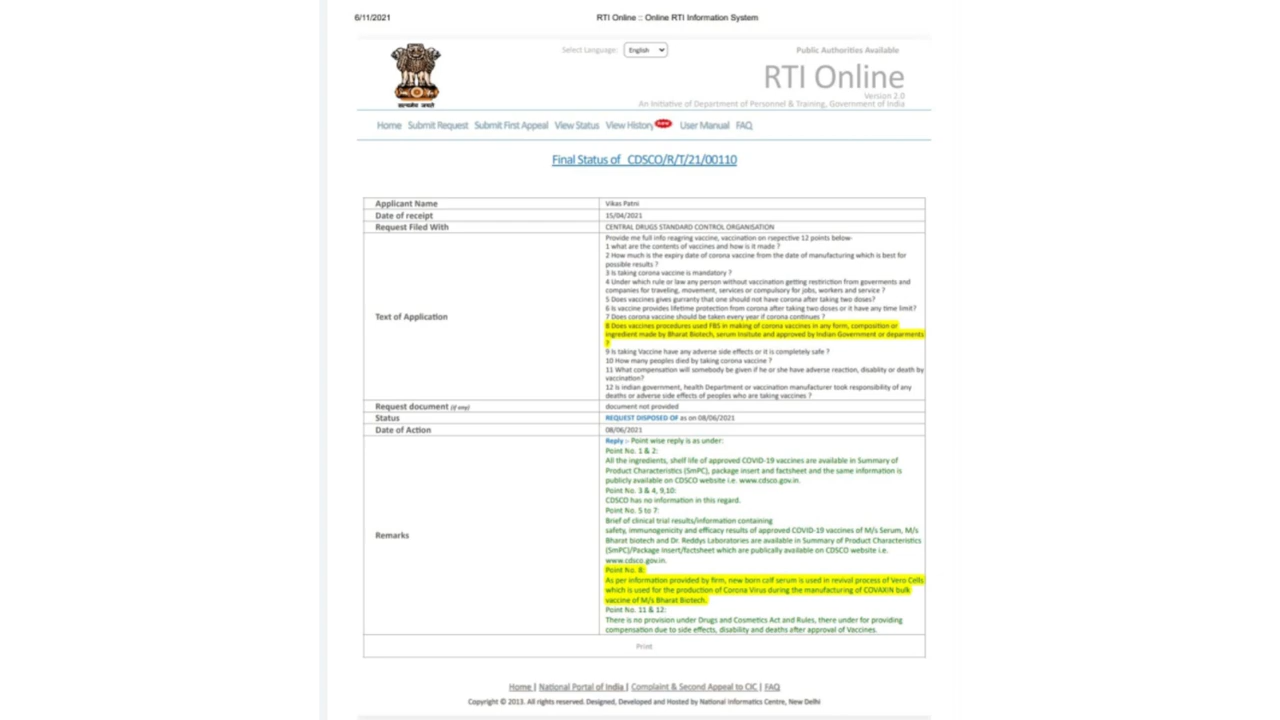 6/11/2021 RTI Online :: Online RTI Information System
Select Language: English Public Authorities Available
RTI Online
Version 2.0
An Initiative of Department of Personnel & Training, Government of India
सत्यमेव जयते
Home Submit Request Submit First Appeal View Status View History New User Manual FAQ
Final Status of CDSCO/R/T/21/00110
Applicant Name Vikas Patni
Date of receipt 15/04/2021
Request Filed With CENTRAL DRUGS STANDARD CONTROL ORGANISATION
Text of Application
Provide me full info reagring vaccine, vaccination on rsepective 12 points below-
1 what are the contents of vaccines and how is it made ?
2 How much is the expiry date of corona vaccine from the date of manufacturing which is best for
possible results ?
3 Is taking corona vaccine is mandatory ?
4 Under which rule or law any person without vaccination getting restriction from goverments and
companies for traveling, movement, services or compulsory for jobs, workers and service ?
5 Does vaccines gives gurranty that one should not have corona after taking two doses?
6 Is vaccine provides lifetime protection from corona after taking two doses or it have any time limit?
7 Does corona vaccine should be taken every year if corona continues ?
8 Does vaccines procedures used FBS in making of corona vaccines in any form, composition or
ingredient made by Bharat Biotech, serum Insitute and approved by Indian Government or deparments
?
9 Is taking Vaccine have any adverse side effects or it is completely safe ?
10 How many peoples died by taking corona vaccine ?
11 What compensation will somebody be given if he or she have adverse reaction, disablity or death by
vaccination?
12 Is indian government, health Department or vaccination manufacturer took responsibility of any
deaths or adverse side effects of peoples who are taking vaccines ?
Request document (if any) document not provided
Status REQUEST DISPOSED OF as on 08/06/2021
Date of Action 08/06/2021
Remarks
Reply :- Point wise reply is as under:
Point No. 1 & 2:
All the ingredients, shelf life of approved COVID-19 vaccines are available in Summary of
Product Characteristics (SmPC), package insert and factsheet and the same information is
publicly available on CDSCO website i.e. www.cdsco.gov.in.
Point No. 3 & 4, 9,10:
CDSCO has no information in this regard.
Point No. 5 to 7:
Brief of clinical trial results/information containing
safety, immunogenicity and efficacy results of approved COVID-19 vaccines of M/s Serum, M/s
Bharat biotech and Dr. Reddys Laboratories are available in Summary of Product Characteristics
(SmPC)/Package Insert/factsheet which are publically available on CDSCO website i.e.
www.cdsco.gov.in.
Point No. 8:
As per information provided by firm, new born calf serum is used in revival process of Vero Cells
which is used for the production of Corona Virus during the manufacturing of COVAXIN bulk
vaccine of M/s Bharat Biotech.
Point No. 11 & 12:
There is no provision under Drugs and Cosmetics Act and Rules, there under for providing
compensation due to side effects, disability and deaths after approval of Vaccines.
Print
Home | National Portal of India | Complaint & Second Appeal to CIC | FAQ
Copyright © 2013. All rights reserved. Designed, Developed and Hosted by National Informatics Centre, New Delhi